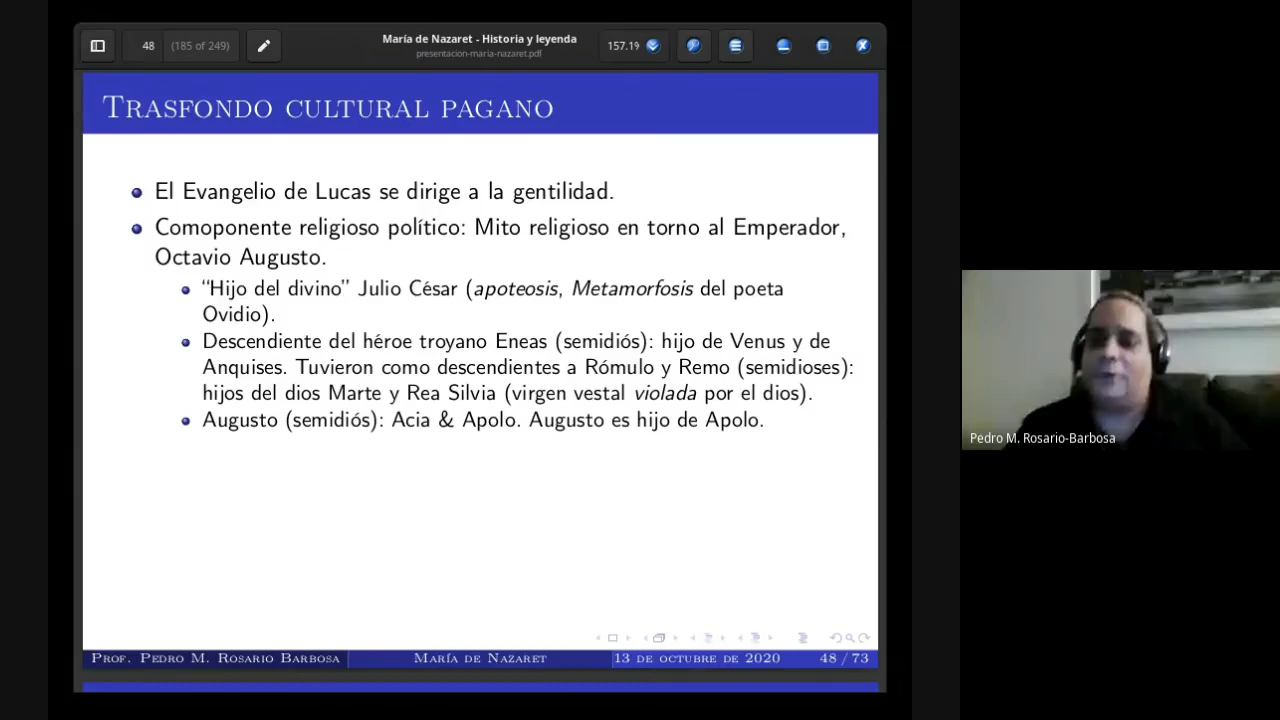 48 (185 of 249)
María de Nazaret - Historia y leyenda
presentacion-maria-nazaret.pdf
157.19
Trasfondo cultural pagano
El Evangelio de Lucas se dirige a la gentilidad.
Comoponente religioso político: Mito religioso en torno al Emperador,
Octavio Augusto.
“Hijo del divino” Julio César (apoteosis, Metamorfosis del poeta
Ovidio).
Descendiente del héroe troyano Eneas (semidiós): hijo de Venus y de
Anquises. Tuvieron como descendientes a Rómulo y Remo (semidioses):
hijos del dios Marte y Rea Silvia (virgen vestal violada por el dios).
Augusto (semidiós): Acia & Apolo. Augusto es hijo de Apolo.
Prof. Pedro M. Rosario Barbosa María de Nazaret 13 de octubre de 2020 48 / 73
Pedro M. Rosario-Barbosa